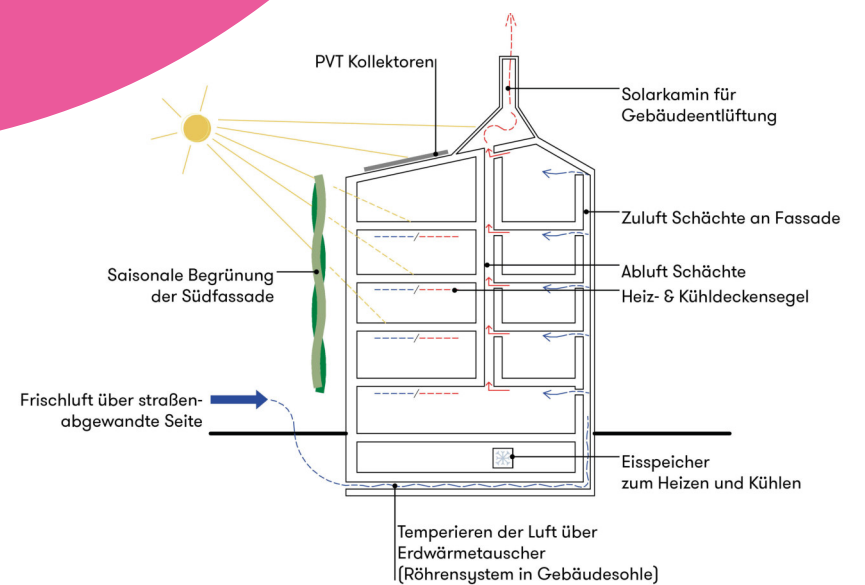 PVT Kollektoren
Solarkamin für
Gebäudeentlüftung
Zuluft Schächte an Fassade
Abluft Schächte
Heiz- & Kühldeckensegel
Saisonale Begrünung
der Südfassade
Frischluft über straßen-
abgewandte Seite
Eisspeicher
zum Heizen und Kühlen
Temperieren der Luft über
Erdwärmetauscher
(Röhrensystem in Gebäudesohle)